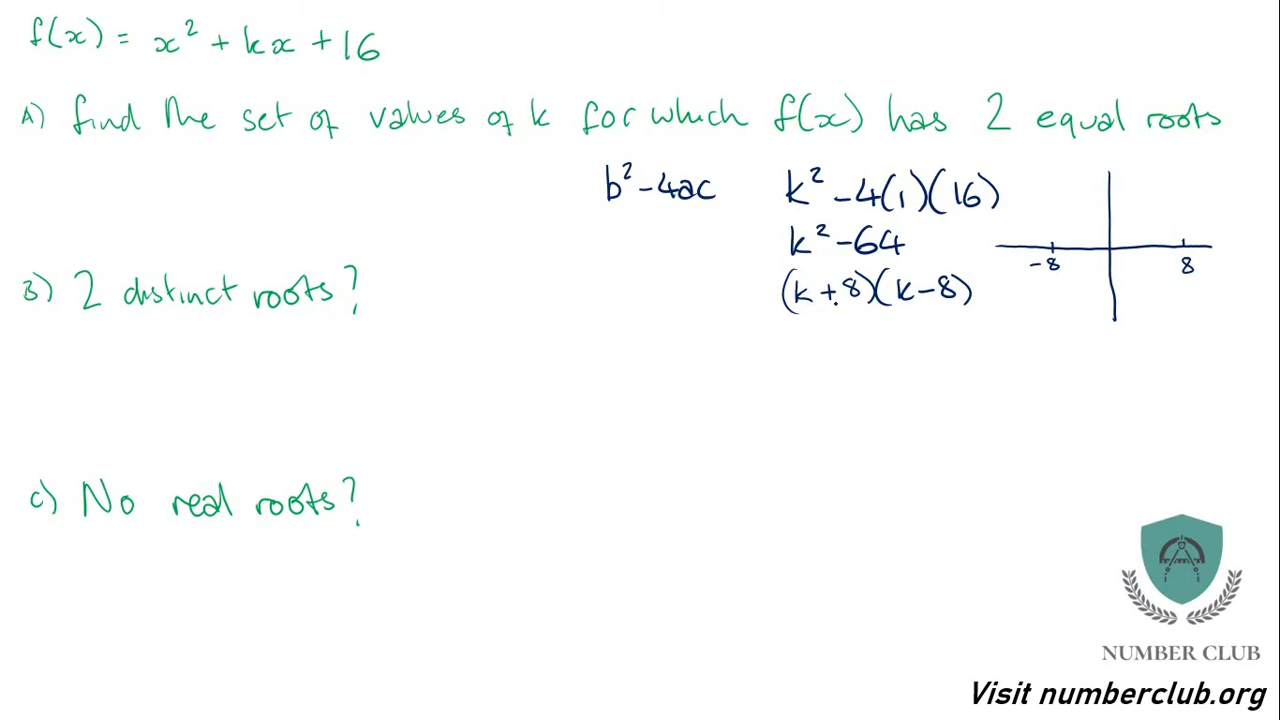 f(x) = x² + kx + 16
A) find the set of values of k for which f(x) has 2 equal roots
b² - 4ac
k² - 4(1)(16)
k² - 64
(k + 8)(k - 8)
-8 8
B) 2 distinct roots?
C) No real roots?
NUMBER CLUB
Visit numberclub.org